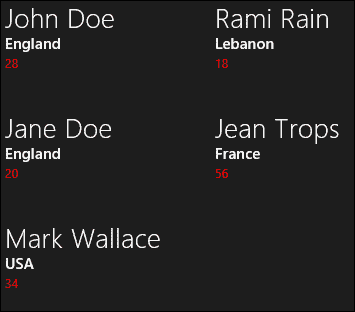 John Doe
England
28
Jane Doe
England
20
Mark Wallace
USA
34
Rami Rain
Lebanon
18
Jean Trops
France
56